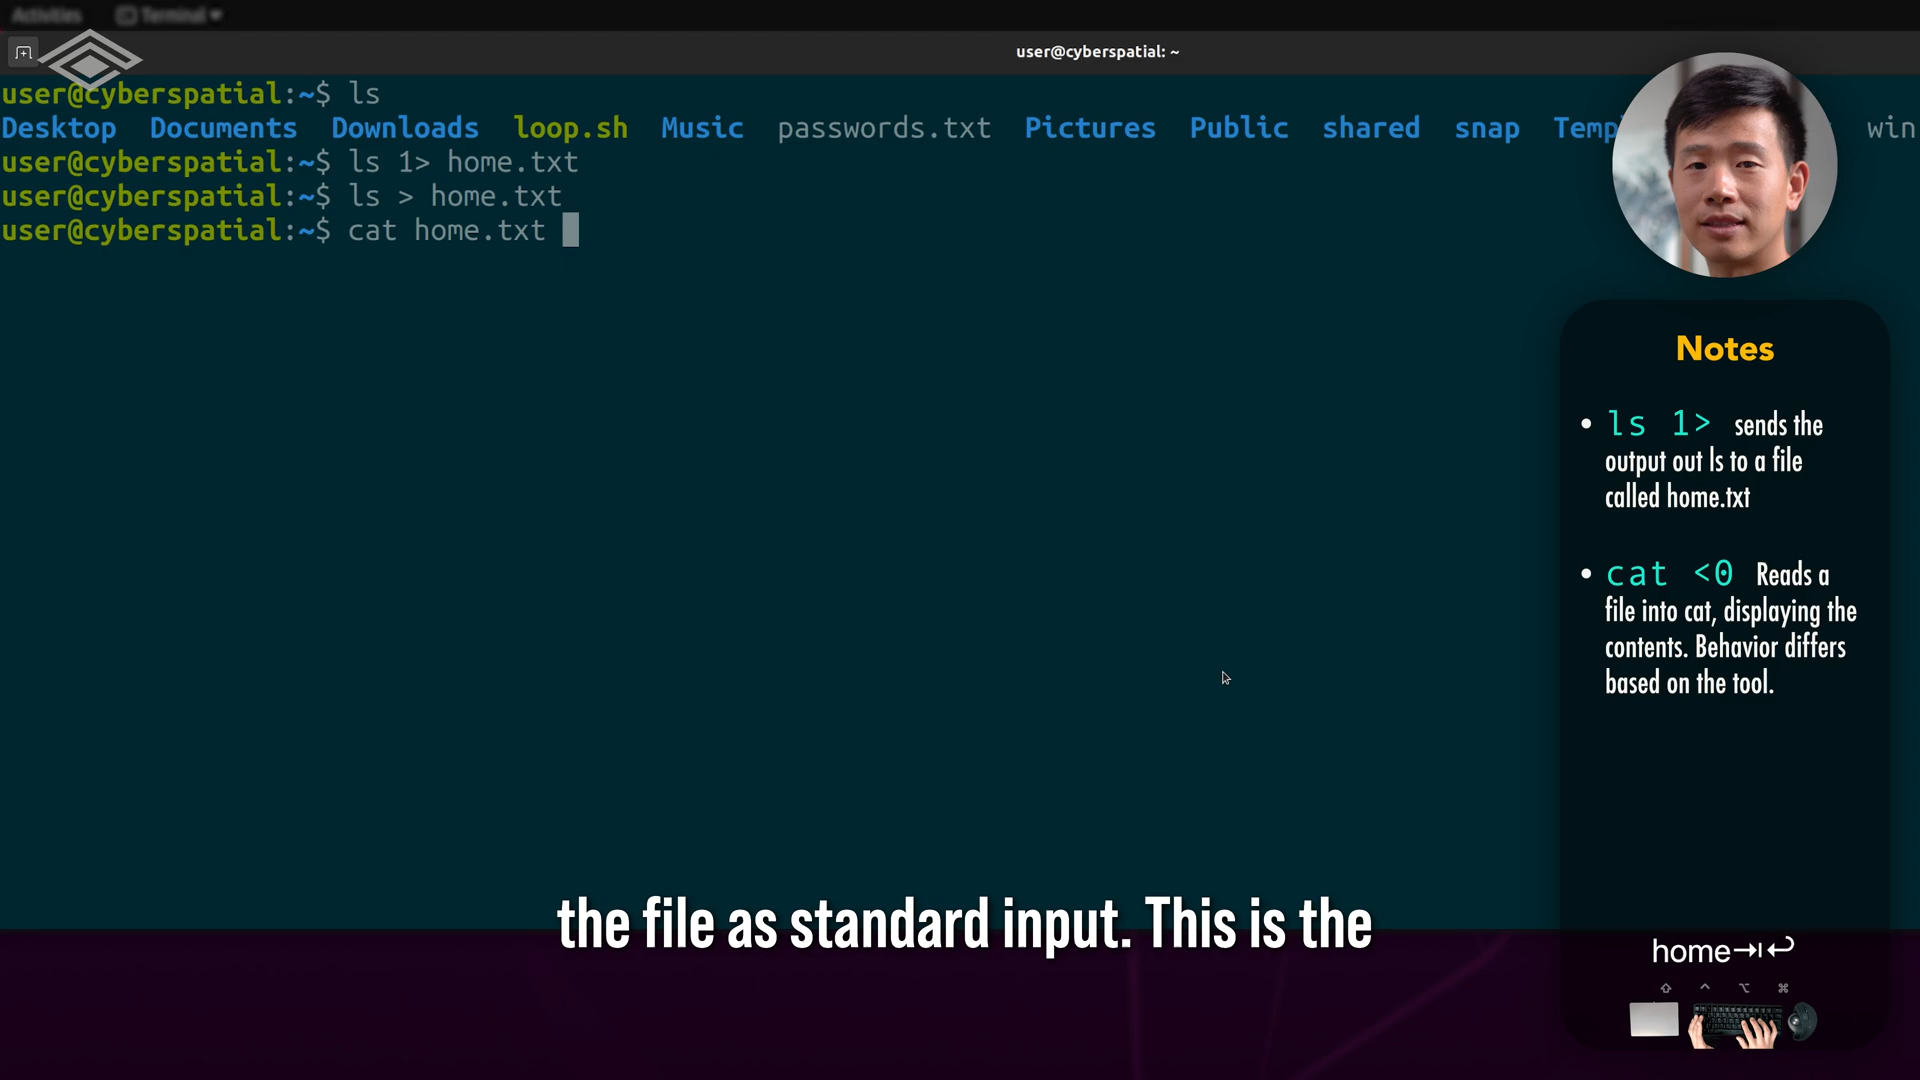 Activities Terminal
user@cyberspatial: ~
user@cyberspatial:~$ ls
Desktop Documents Downloads loop.sh Music passwords.txt Pictures Public shared snap win
user@cyberspatial:~$ ls 1> home.txt
user@cyberspatial:~$ ls > home.txt
user@cyberspatial:~$ cat home.txt
Notes
• ls 1> sends the
output out ls to a file
called home.txt
• cat <0 Reads a
file into cat, displaying the
contents. Behavior differs
based on the tool.
the file as standard input. This is the
home⇥↩
⇧ ^ ⌥ ⌘